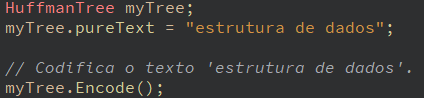 HuffmanTree myTree;
myTree.pureText = "estrutura de dados";
// Codifica o texto 'estrutura de dados'.
myTree.Encode();